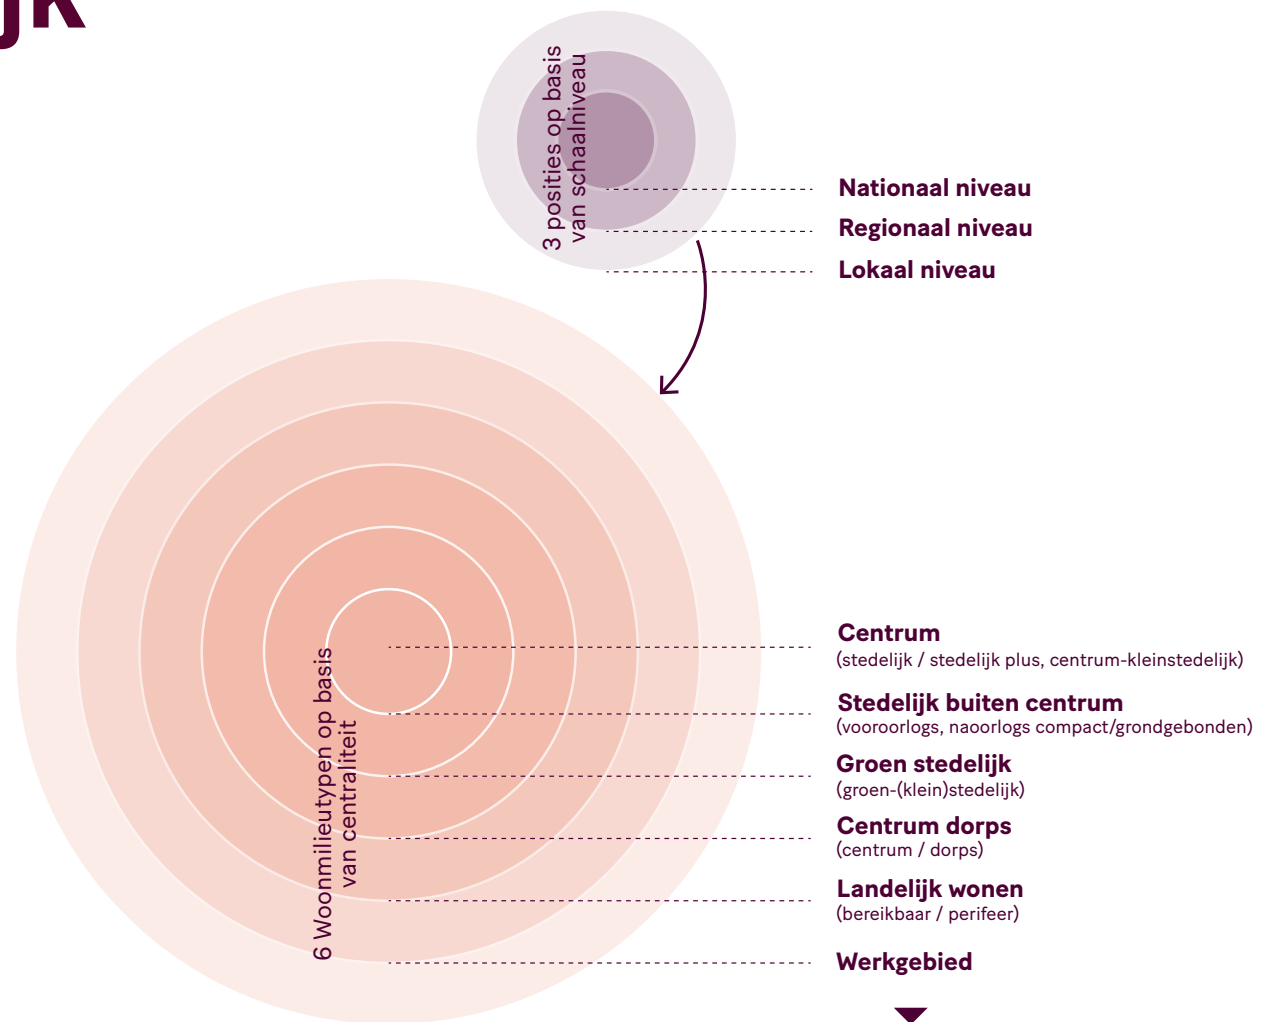 jk
3 posities op basis
van schaalniveau
Nationaal niveau
Regionaal niveau
Lokaal niveau
6 Woonmilieutypen op basis
van centraliteit
Centrum
(stedelijk / stedelijk plus, centrum-kleinstedelijk)
Stedelijk buiten centrum
(vooroorlogs, naoorlogs compact/grondgebonden)
Groen stedelijk
(groen-(klein)stedelijk)
Centrum dorps
(centrum / dorps)
Landelijk wonen
(bereikbaar / perifeer)
Werkgebied